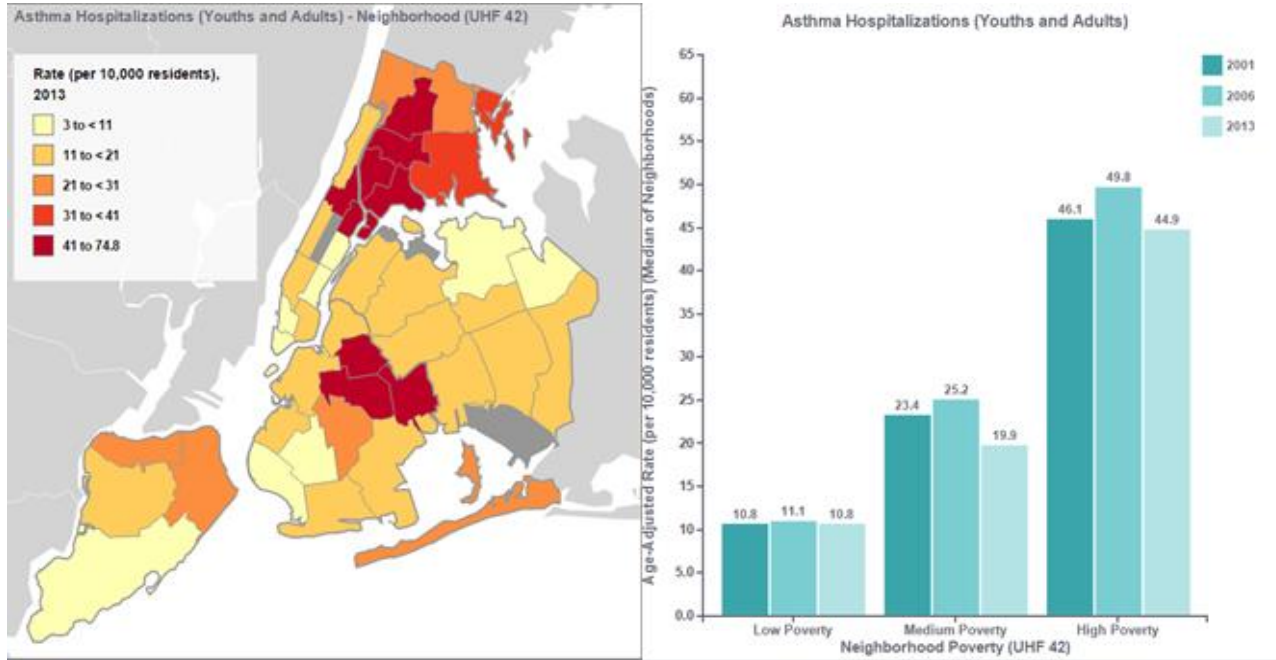 Asthma Hospitalizations (Youths and Adults) - Neighborhood (UHF 42)
Rate (per 10,000 residents),
2013
3 to < 11
11 to < 21
21 to < 31
31 to < 41
41 to 74.8
Asthma Hospitalizations (Youths and Adults)
2001
2006
2013
Age-Adjusted Rate (per 10,000 residents) (Median of Neighborhoods)
65
60
55
50
45
40
35
30
25
20
15
10
5.0
0.0
10.8
11.1
10.8
23.4
25.2
19.9
46.1
49.8
44.9
Low Poverty
Medium Poverty
High Poverty
Neighborhood Poverty (UHF 42)